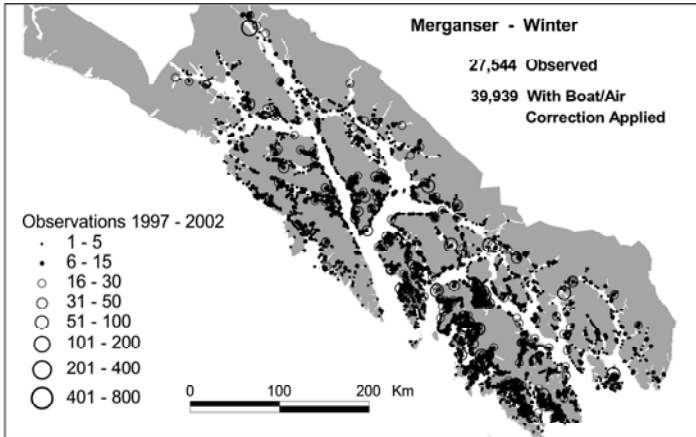 Merganser - Winter
27,544 Observed
39,939 With Boat/Air
Correction Applied
Observations 1997 - 2002
1 - 5
6 - 15
16 - 30
31 - 50
51 - 100
101 - 200
201 - 400
401 - 800
0 100 200 Km